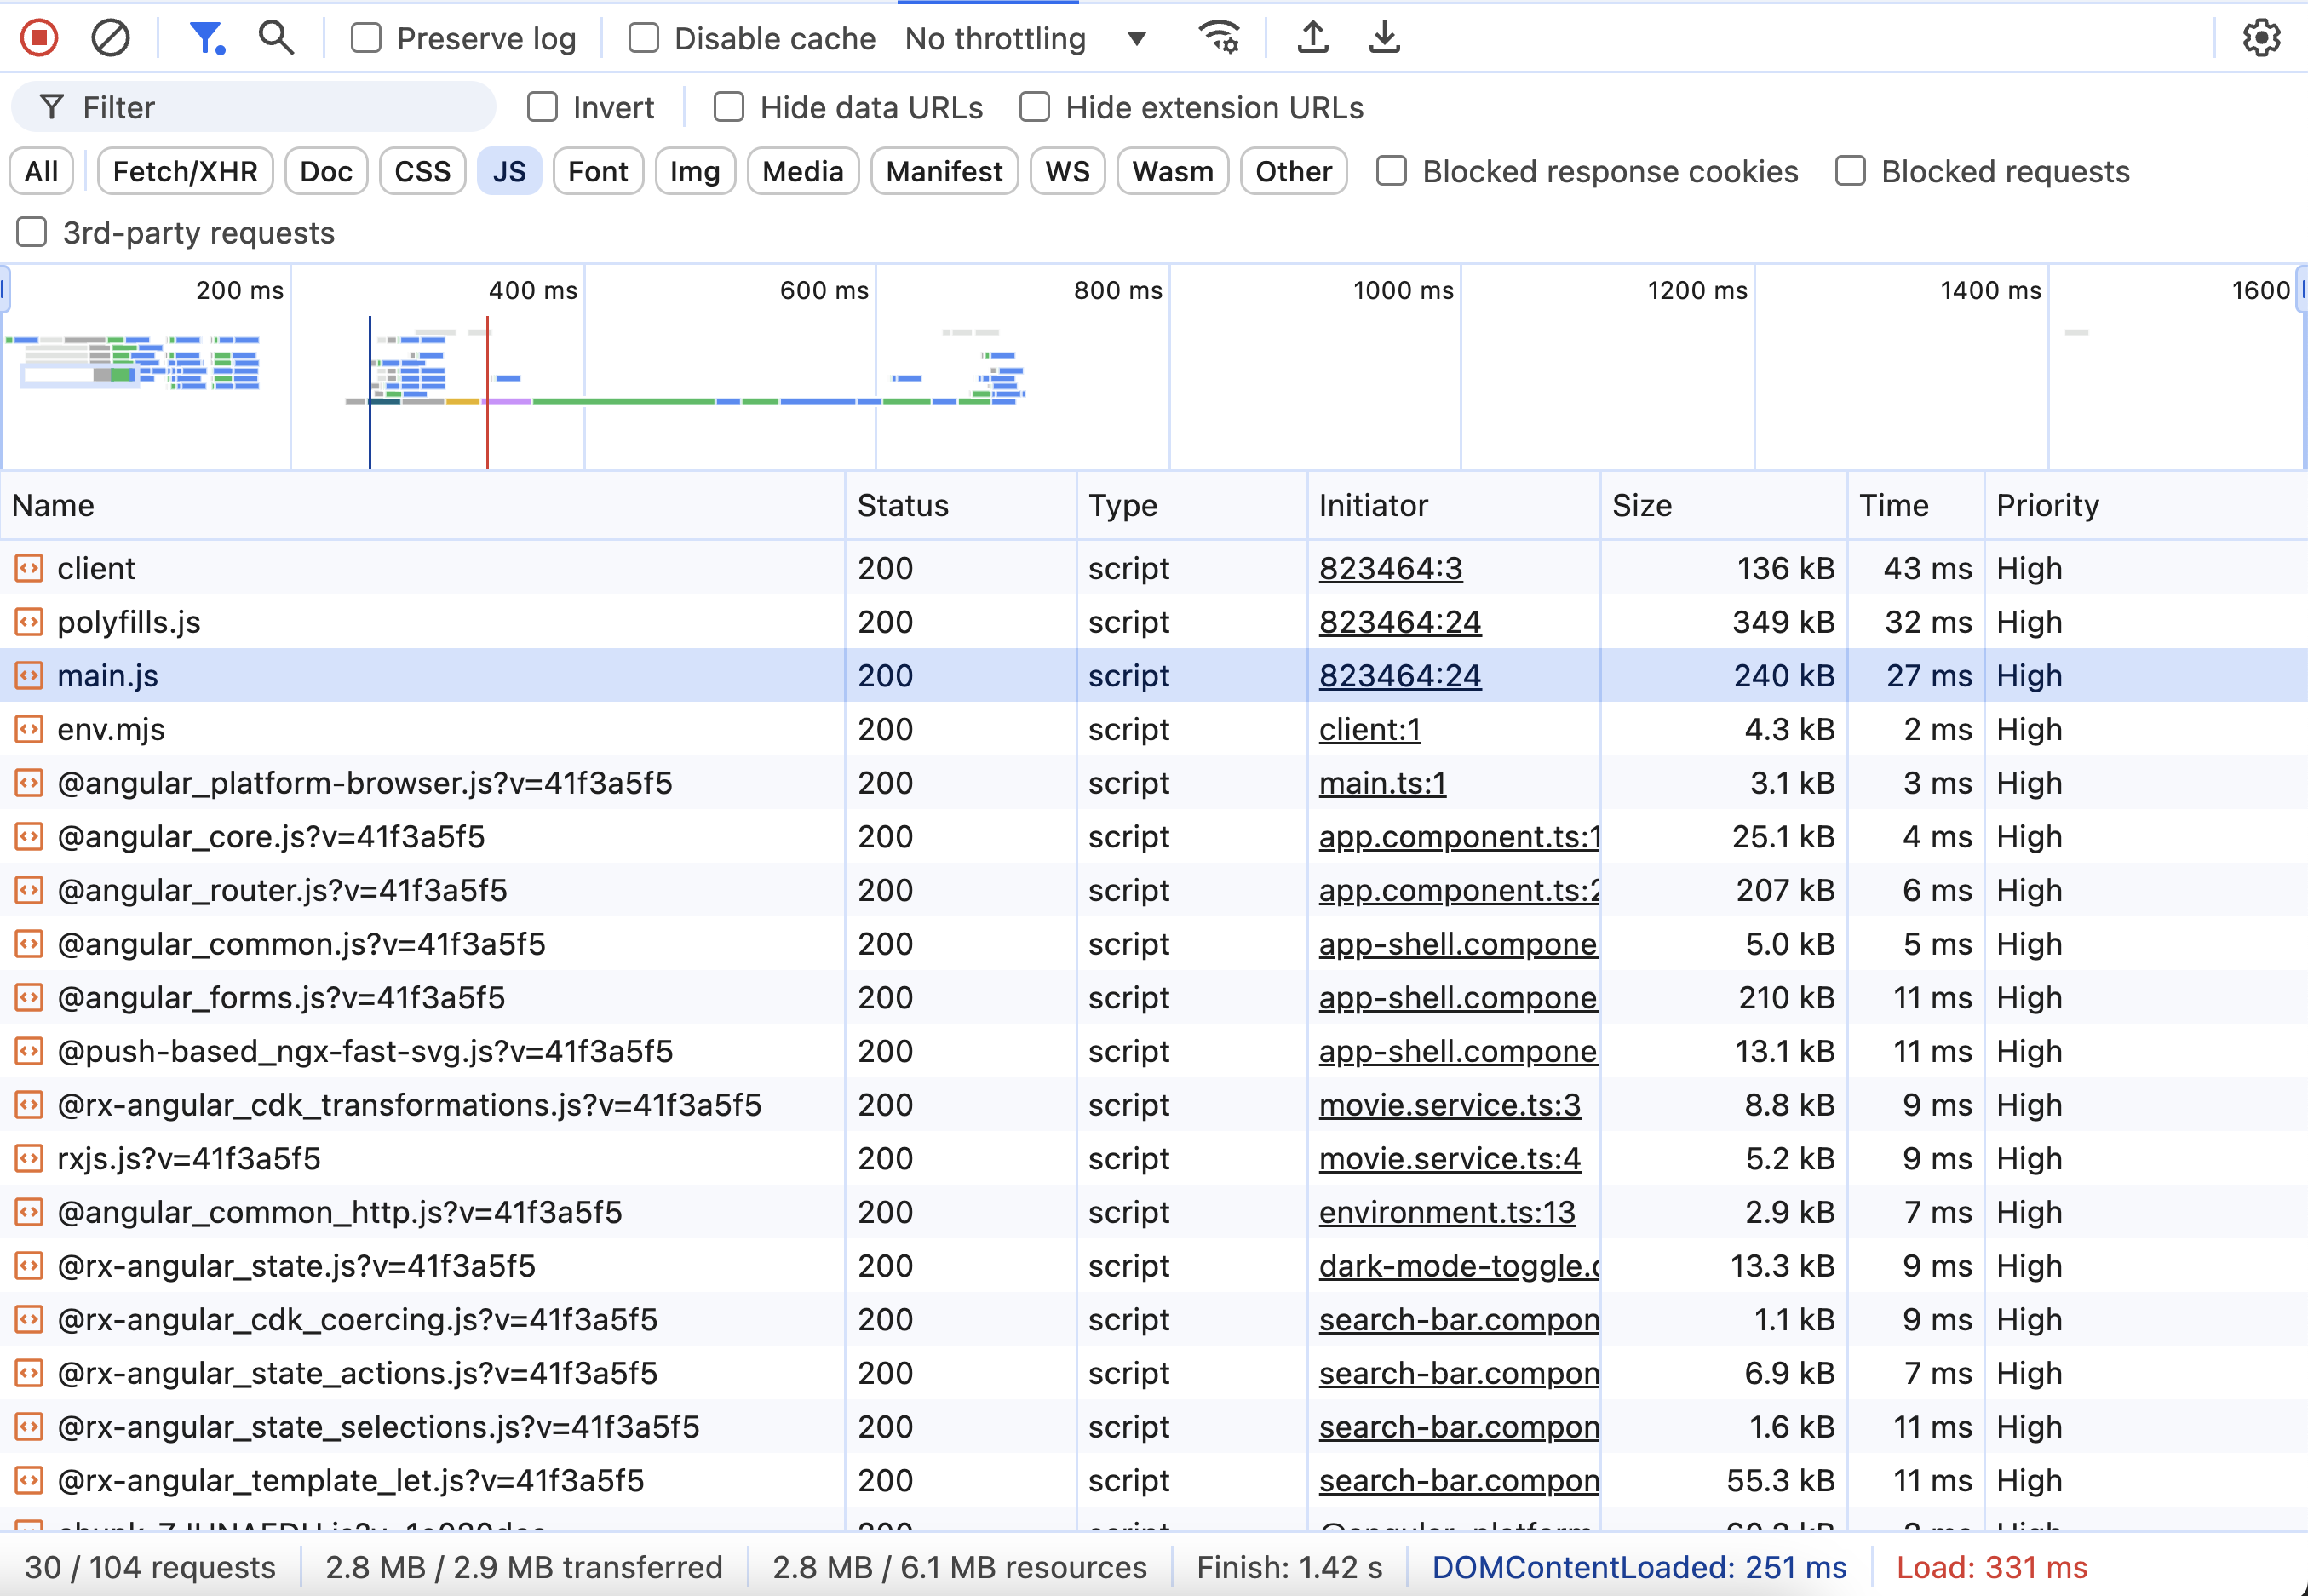 Preserve log Disable cache No throttling
Filter Invert Hide data URLs Hide extension URLs
All Fetch/XHR Doc CSS JS Font Img Media Manifest WS Wasm Other Blocked response cookies Blocked requests
3rd-party requests
200 ms 400 ms 600 ms 800 ms 1000 ms 1200 ms 1400 ms 1600
Name Status Type Initiator Size Time Priority
client 200 script 823464:3 136 kB 43 ms High
polyfills.js 200 script 823464:24 349 kB 32 ms High
main.js 200 script 823464:24 240 kB 27 ms High
env.mjs 200 script client:1 4.3 kB 2 ms High
@angular_platform-browser.js?v=41f3a5f5 200 script main.ts:1 3.1 kB 3 ms High
@angular_core.js?v=41f3a5f5 200 script app.component.ts:1 25.1 kB 4 ms High
@angular_router.js?v=41f3a5f5 200 script app.component.ts:2 207 kB 6 ms High
@angular_common.js?v=41f3a5f5 200 script app-shell.compone 5.0 kB 5 ms High
@angular_forms.js?v=41f3a5f5 200 script app-shell.compone 210 kB 11 ms High
@push-based_ngx-fast-svg.js?v=41f3a5f5 200 script app-shell.compone 13.1 kB 11 ms High
@rx-angular_cdk_transformations.js?v=41f3a5f5 200 script movie.service.ts:3 8.8 kB 9 ms High
rxjs.js?v=41f3a5f5 200 script movie.service.ts:4 5.2 kB 9 ms High
@angular_common_http.js?v=41f3a5f5 200 script environment.ts:13 2.9 kB 7 ms High
@rx-angular_state.js?v=41f3a5f5 200 script dark-mode-toggle.c 13.3 kB 9 ms High
@rx-angular_cdk_coercing.js?v=41f3a5f5 200 script search-bar.compon 1.1 kB 9 ms High
@rx-angular_state_actions.js?v=41f3a5f5 200 script search-bar.compon 6.9 kB 7 ms High
@rx-angular_state_selections.js?v=41f3a5f5 200 script search-bar.compon 1.6 kB 11 ms High
@rx-angular_template_let.js?v=41f3a5f5 200 script search-bar.compon 55.3 kB 11 ms High
200 script @angular_platform High
30 / 104 requests 2.8 MB / 2.9 MB transferred 2.8 MB / 6.1 MB resources Finish: 1.42 s DOMContentLoaded: 251 ms Load: 331 ms